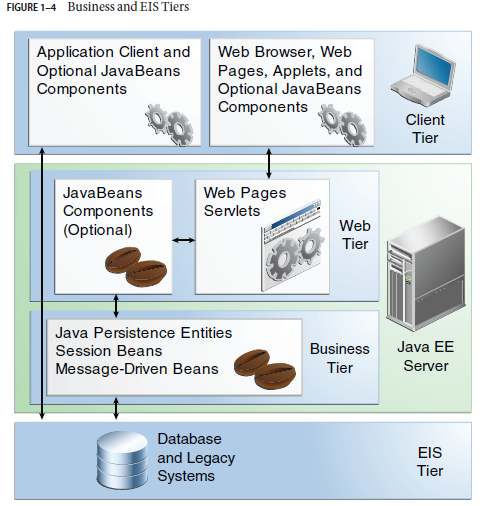 FIGURE 1–4 Business and EIS Tiers
Application Client and
Optional JavaBeans
Components
Web Browser, Web
Pages, Applets, and
Optional JavaBeans
Components
Client
Tier
JavaBeans
Components
(Optional)
Web Pages
Servlets
Web
Tier
Java Persistence Entities
Session Beans
Message-Driven Beans
Business
Tier
Java EE
Server
Database
and Legacy
Systems
EIS
Tier